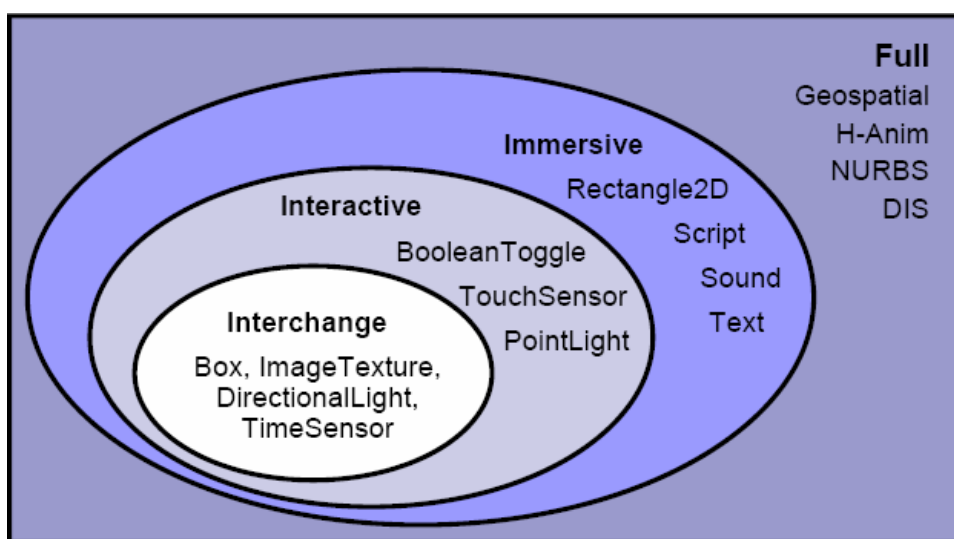 Full
Geospatial
H-Anim
NURBS
DIS
Immersive
Rectangle2D
Script
Sound
Text
Interactive
BooleanToggle
TouchSensor
PointLight
Interchange
Box, ImageTexture,
DirectionalLight,
TimeSensor